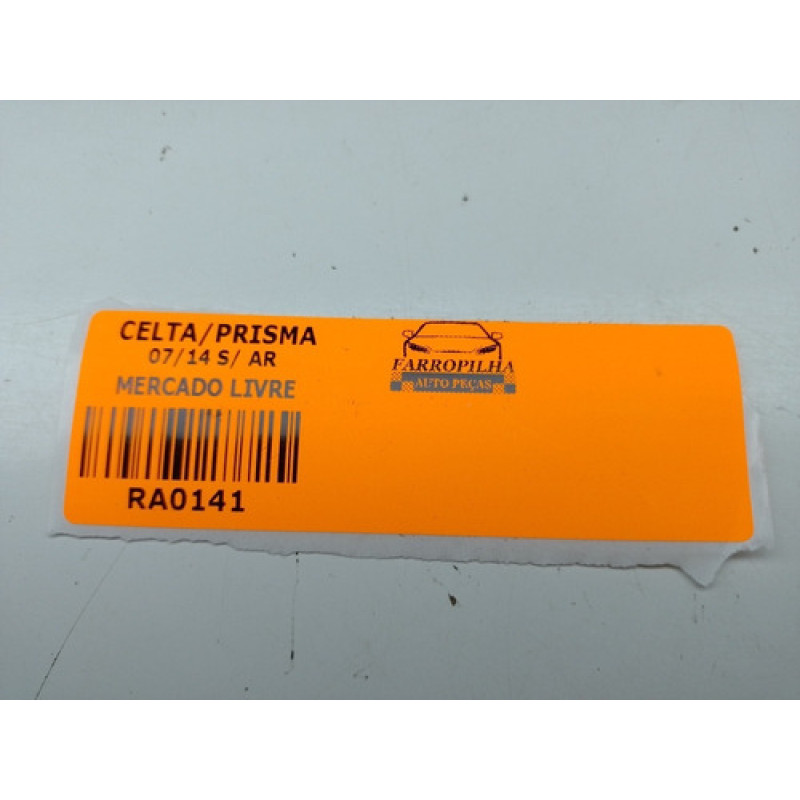 CELTA/PRISMA
07/14 S/ AR
MERCADO LIVRE
RA0141
FARROPILHA
AUTO PEÇAS